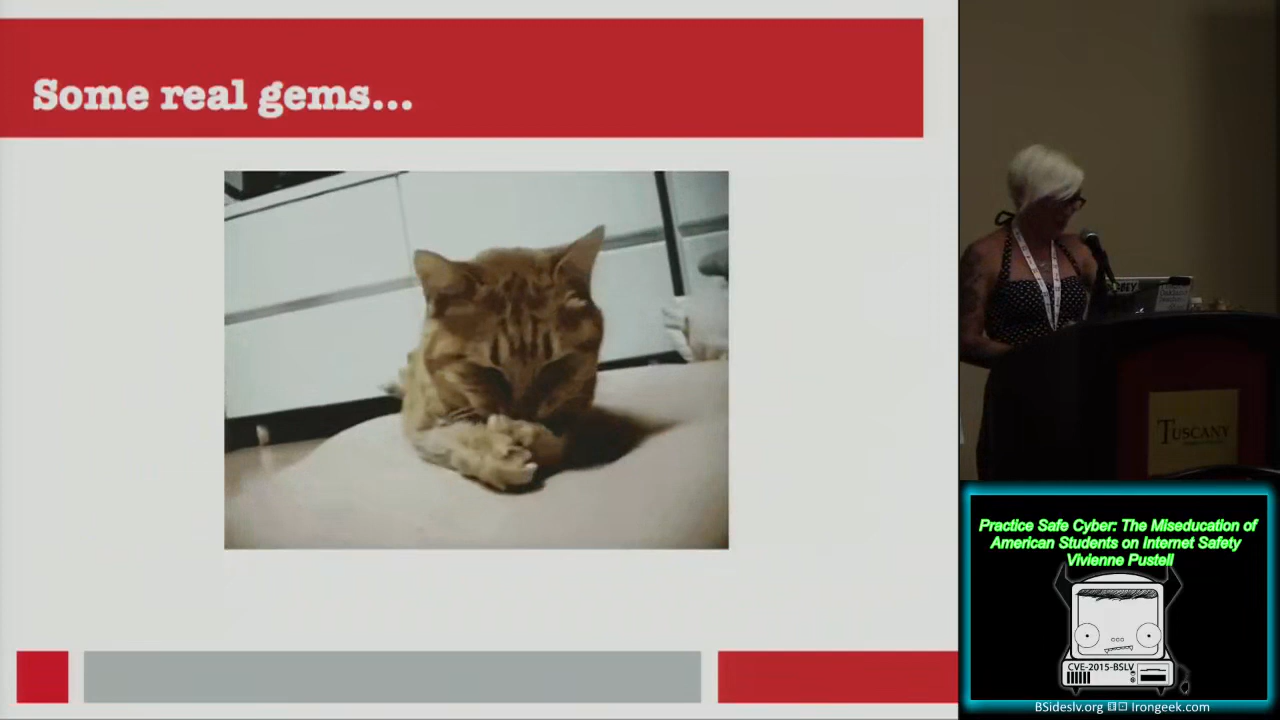 Some real gems...
TUSCANY
Practice Safe Cyber: The Miseducation of
American Students on Internet Safety
Vivienne Pustell
CVE-2015-BSLV
BSideslv.org
Irongeek.com